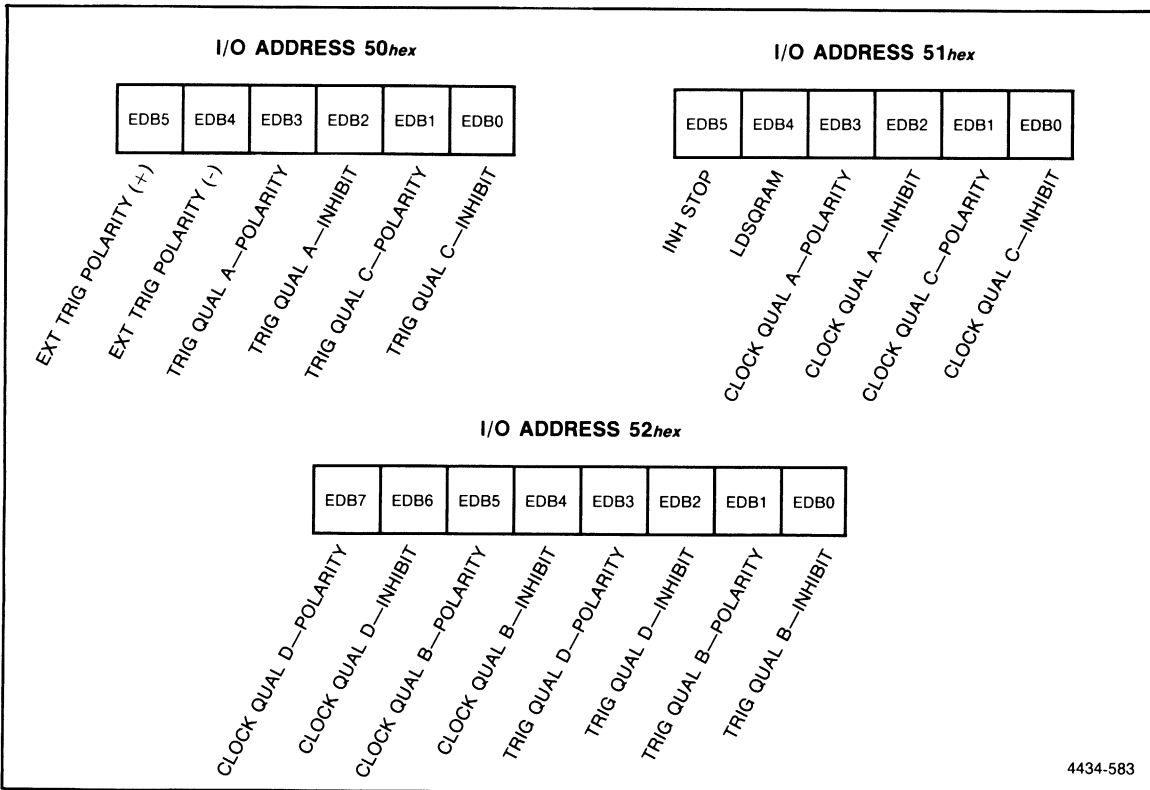 I/O ADDRESS 50hex
EDB5 EDB4 EDB3 EDB2 EDB1 EDB0
EXT TRIG POLARITY (+)
EXT TRIG POLARITY (-)
TRIG QUAL A—POLARITY
TRIG QUAL A—INHIBIT
TRIG QUAL C—POLARITY
TRIG QUAL C—INHIBIT
I/O ADDRESS 51hex
EDB5 EDB4 EDB3 EDB2 EDB1 EDB0
INH STOP
LDSQRAM
CLOCK QUAL A—POLARITY
CLOCK QUAL A—INHIBIT
CLOCK QUAL C—POLARITY
CLOCK QUAL C—INHIBIT
I/O ADDRESS 52hex
EDB7 EDB6 EDB5 EDB4 EDB3 EDB2 EDB1 EDB0
CLOCK QUAL D—POLARITY
CLOCK QUAL D—INHIBIT
CLOCK QUAL B—POLARITY
CLOCK QUAL B—INHIBIT
TRIG QUAL D—POLARITY
TRIG QUAL D—INHIBIT
TRIG QUAL B—POLARITY
TRIG QUAL B—INHIBIT
4434-583